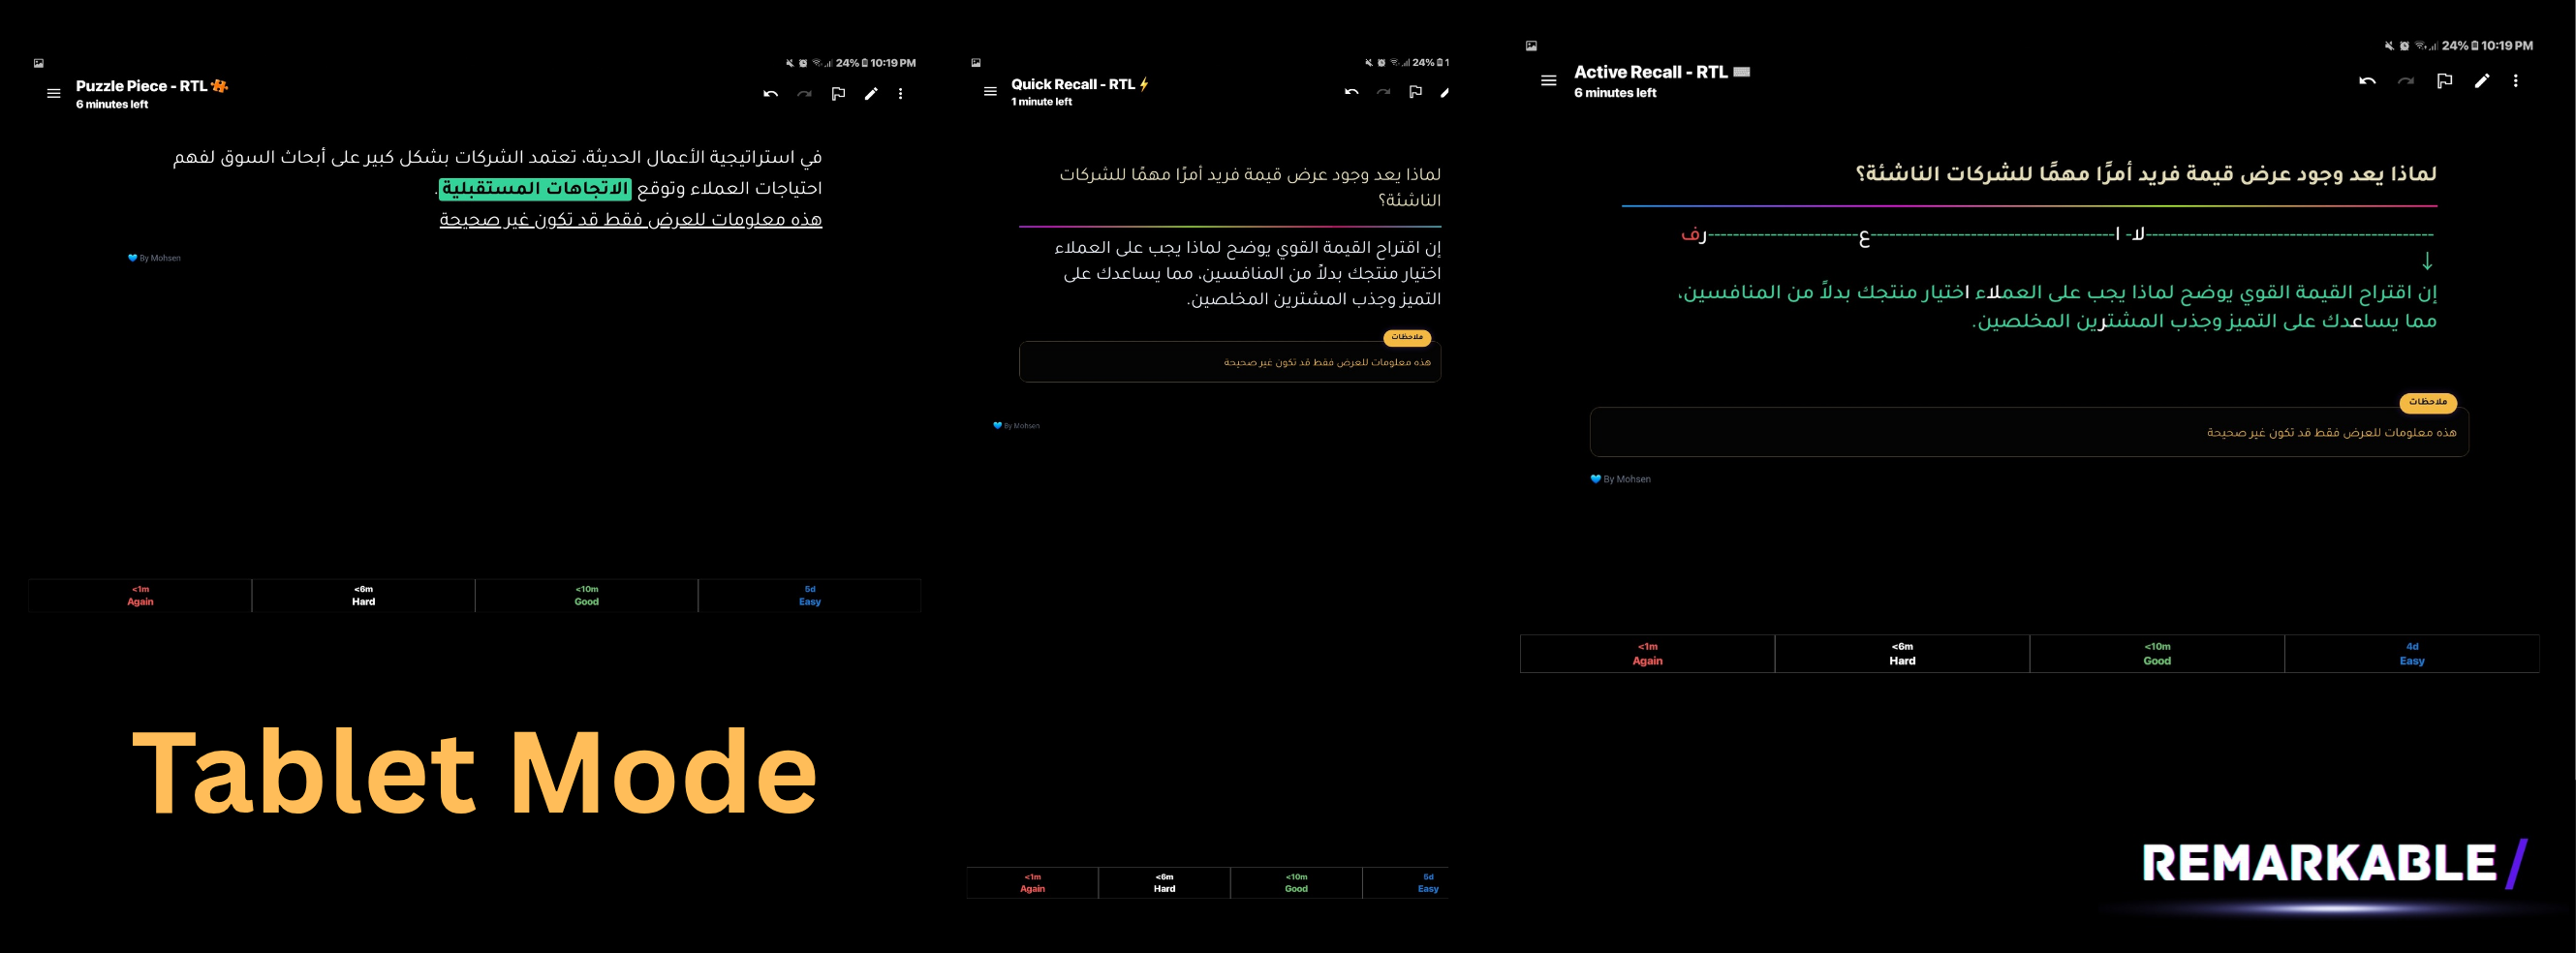 24% 10:19 PM
Puzzle Piece - RTL
6 minutes left
في استراتيجية الأعمال الحديثة، تعتمد الشركات بشكل كبير على أبحاث السوق لفهم
احتياجات العملاء وتوقع الاتجاهات المستقبلية.
هذه معلومات للعرض فقط قد تكون غير صحيحة
💙 By Mohsen
<1m
Again
<6m
Hard
<10m
Good
5d
Easy
Tablet Mode
24% 1
Quick Recall - RTL⚡
1 minute left
لماذا يعد وجود عرض قيمة فريد أمرًا مهمًا للشركات
الناشئة؟
إن اقتراح القيمة القوي يوضح لماذا يجب على العملاء
اختيار منتجك بدلاً من المنافسين، مما يساعدك على
التميز وجذب المشترين المخلصين.
ملاحظات
هذه معلومات للعرض فقط قد تكون غير صحيحة
💙 By Mohsen
<1m
Again
<6m
Hard
<10m
Good
5d
Easy
24% 10:19 PM
Active Recall - RTL
6 minutes left
لماذا يعد وجود عرض قيمة فريد أمرًا مهمًا للشركات الناشئة؟
↓
إن اقتراح القيمة القوي يوضح لماذا يجب على العملاء اختيار منتجك بدلاً من المنافسين،
مما يساعدك على التميز وجذب المشترين المخلصين.
ملاحظات
هذه معلومات للعرض فقط قد تكون غير صحيحة
💙 By Mohsen
<1m
Again
<6m
Hard
<10m
Good
4d
Easy
REMARKABLE/